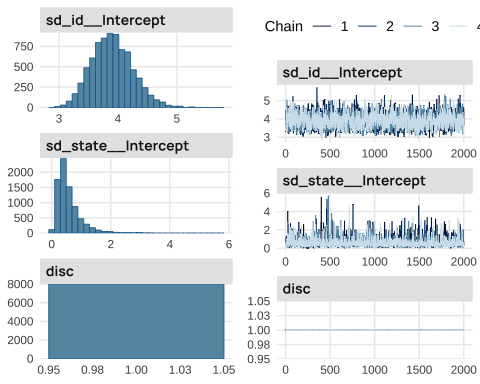 sd_id__Intercept
750
500
250
0
3 4 5
sd_state__Intercept
2000
1500
1000
500
0
0 2 4 6
disc
8000
6000
4000
2000
0
0.95 0.98 1.00 1.03 1.05
Chain 1 2 3 4
sd_id__Intercept
5
4
3
0 500 1000 1500 2000
sd_state__Intercept
6
4
2
0
0 500 1000 1500 2000
disc
1.05
1.03
1.00
0.98
0.95
0 500 1000 1500 2000